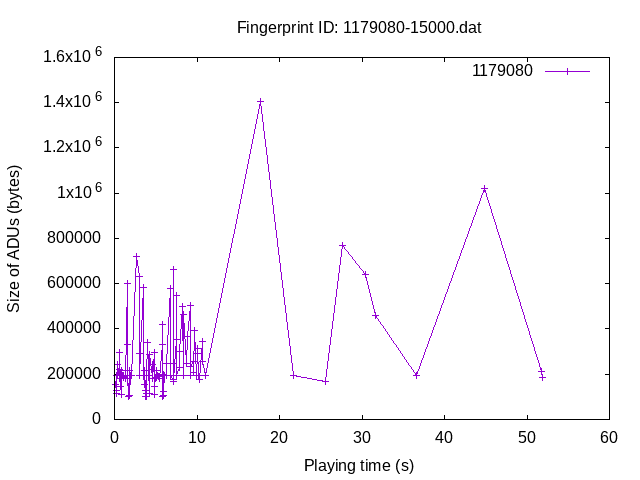 Fingerprint ID: 1179080-15000.dat
1179080
1.6x10 6
1.4x10 6
1.2x10 6
1x10 6
800000
600000
400000
200000
0
Size of ADUs (bytes)
0 10 20 30 40 50 60
Playing time (s)